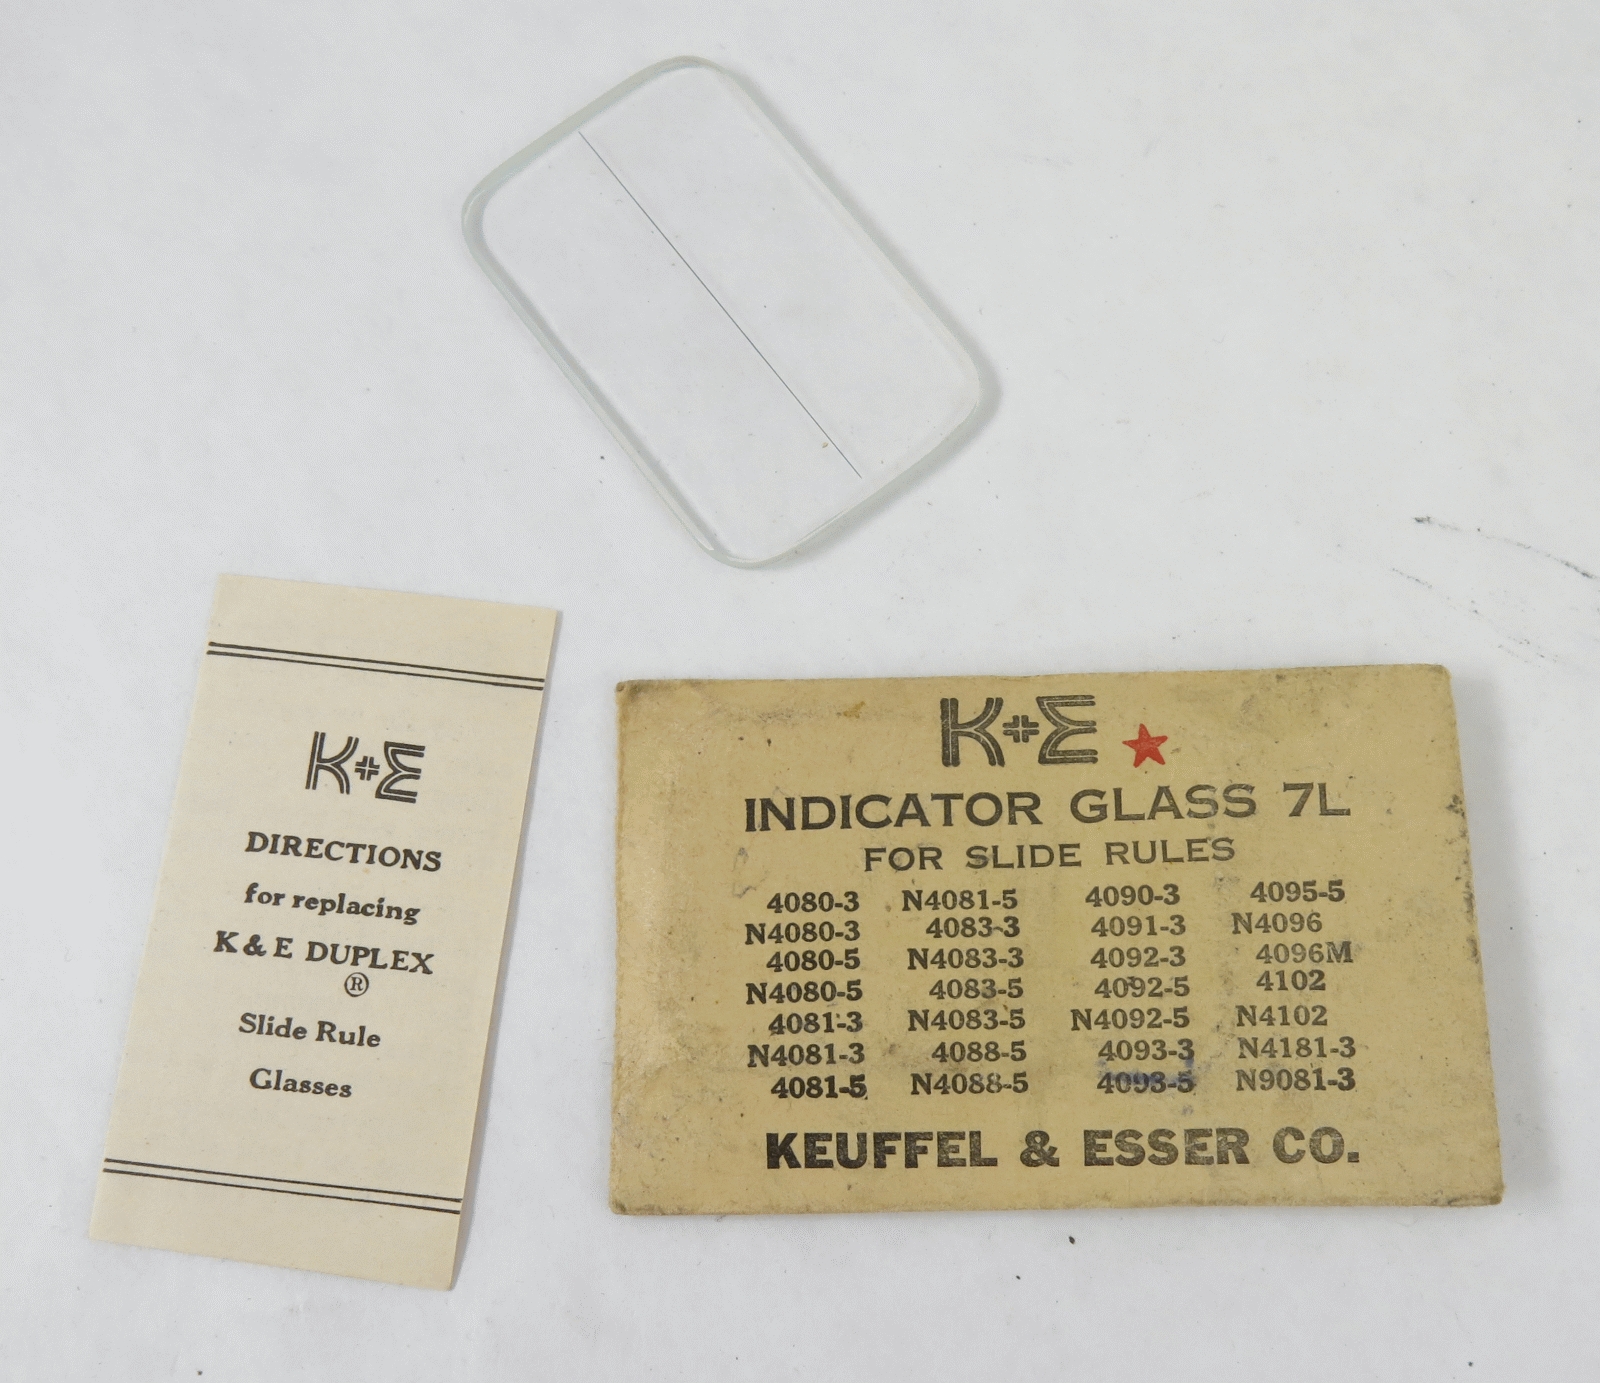 K+E
DIRECTIONS
for replacing
K & E DUPLEX
®
Slide Rule
Glasses
K+E
INDICATOR GLASS 7L
FOR SLIDE RULES
4080-3 N4081-5 4090-3 4095-5
N4080-3 4083-3 4091-3 N4096
4080-5 N4083-3 4092-3 4096M
N4080-5 4083-5 4092-5 4102
4081-3 N4083-5 N4092-5 N4102
N4081-3 4088-5 4093-3 N4181-3
4081-5 N4088-5 4093-5 N9081-3
KEUFFEL & ESSER CO.